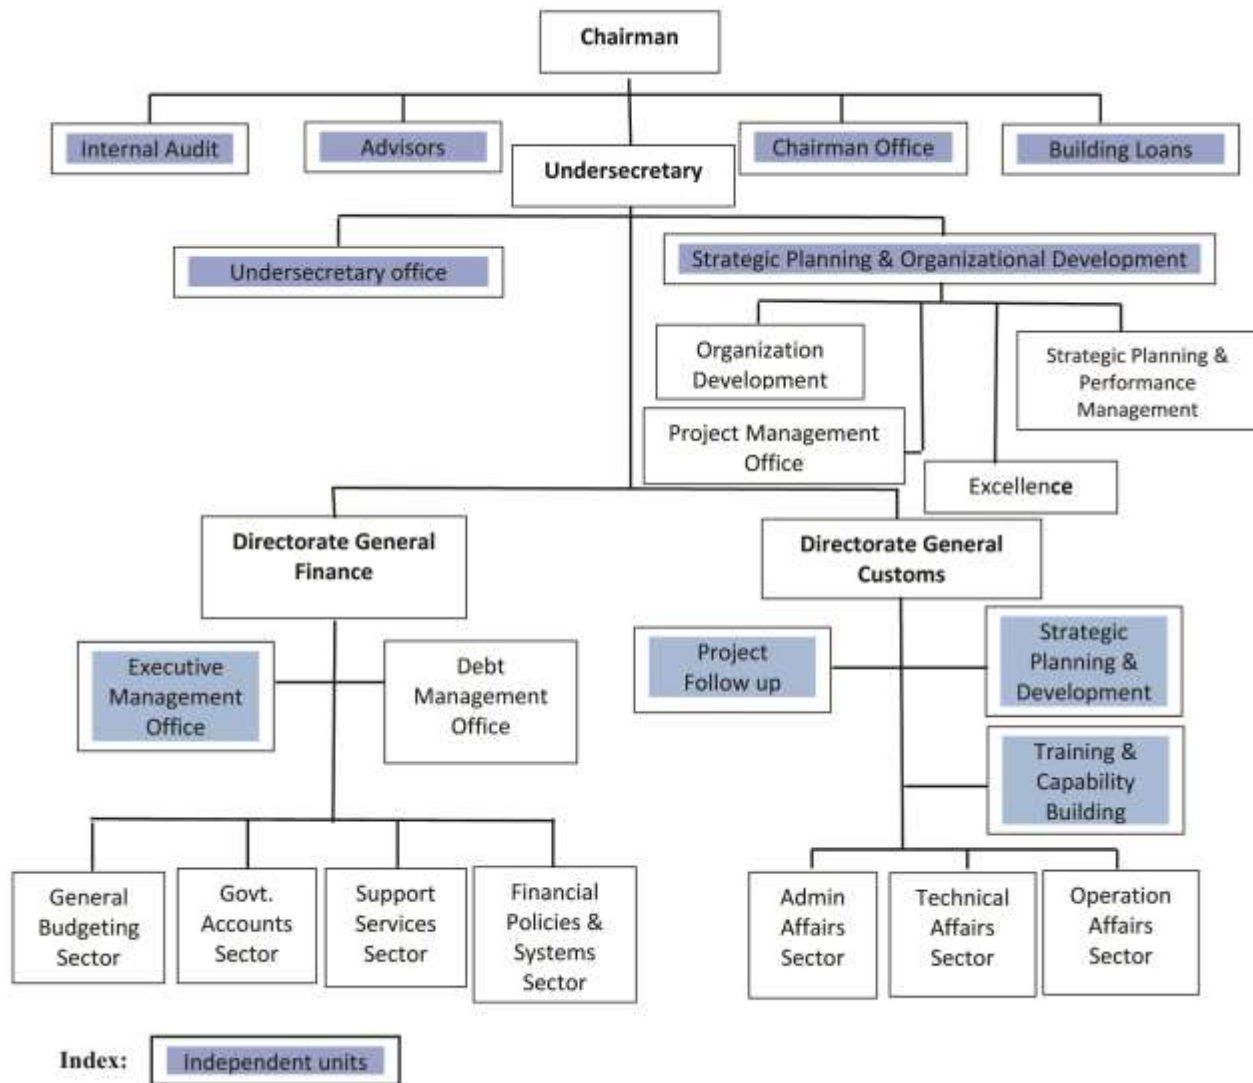 Chairman
Internal Audit
Advisors
Chairman Office
Building Loans
Undersecretary
Undersecretary office
Strategic Planning & Organizational Development
Organization
Development
Strategic Planning &
Performance
Management
Project Management
Office
Excellence
Directorate General
Finance
Directorate General
Customs
Executive
Management
Office
Debt
Management
Office
Project
Follow up
Strategic
Planning &
Development
Training &
Capability
Building
General
Budgeting
Sector
Govt.
Accounts
Sector
Support
Services
Sector
Financial
Policies &
Systems
Sector
Admin
Affairs
Sector
Technical
Affairs
Sector
Operation
Affairs
Sector
Index:
Independent units